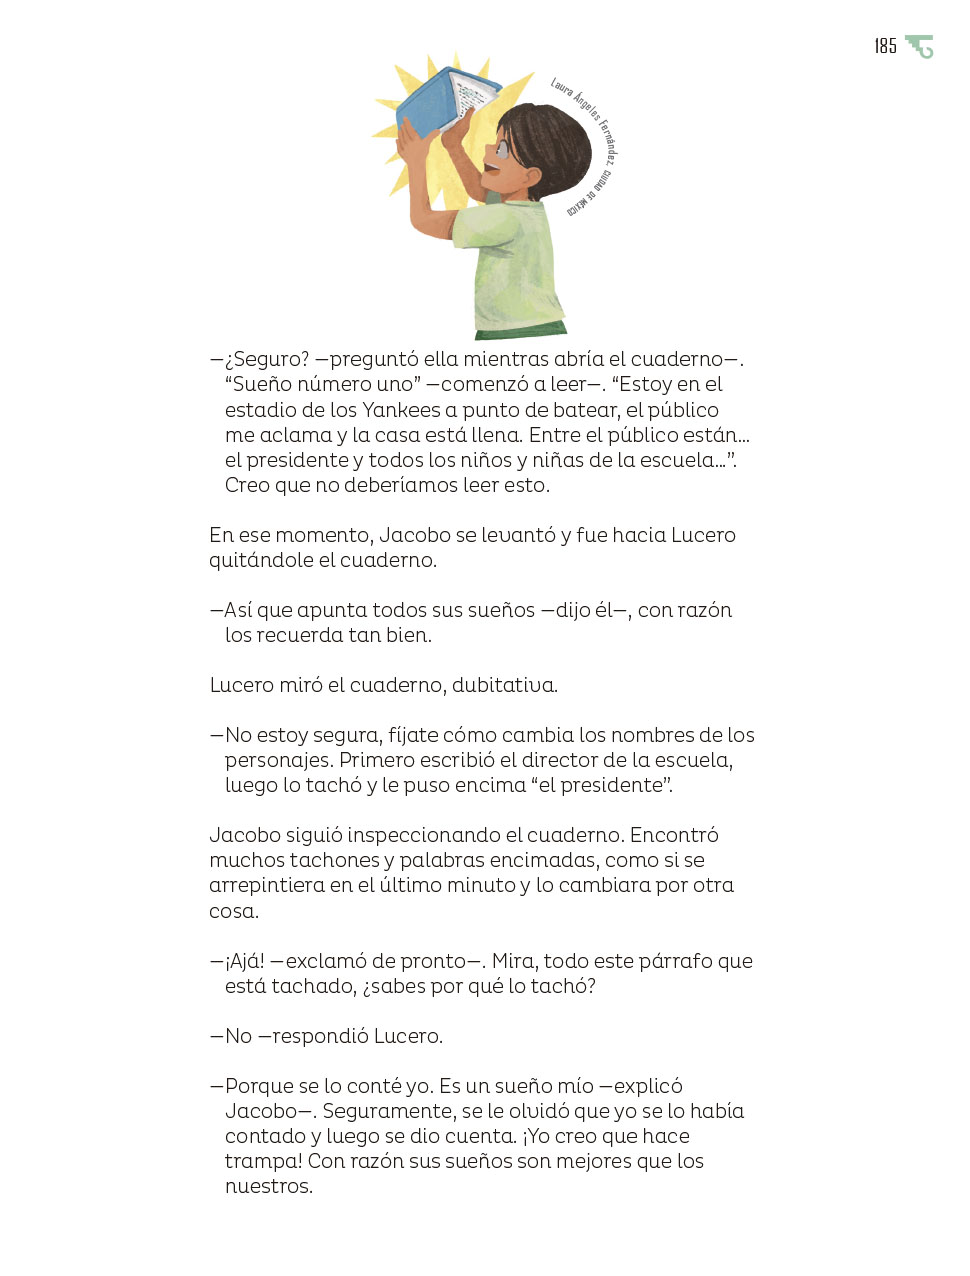 185
Laura Ángeles Fernández, CIUDAD DE MÉXICO
—¿Seguro? —preguntó ella mientras abría el cuaderno—.
“Sueño número uno” —comenzó a leer—. “Estoy en el
estadio de los Yankees a punto de batear, el público
me aclama y la casa está llena. Entre el público están...
el presidente y todos los niños y niñas de la escuela...”.
Creo que no deberíamos leer esto.
En ese momento, Jacobo se levantó y fue hacia Lucero
quitándole el cuaderno.
—Así que apunta todos sus sueños —dijo él—, con razón
los recuerda tan bien.
Lucero miró el cuaderno, dubitativa.
—No estoy segura, fíjate cómo cambia los nombres de los
personajes. Primero escribió el director de la escuela,
luego lo tachó y le puso encima “el presidente”.
Jacobo siguió inspeccionando el cuaderno. Encontró
muchos tachones y palabras encimadas, como si se
arrepintiera en el último minuto y lo cambiara por otra
cosa.
—¡Ajá! —exclamó de pronto—. Mira, todo este párrafo que
está tachado, ¿sabes por qué lo tachó?
—No —respondió Lucero.
—Porque se lo conté yo. Es un sueño mío —explicó
Jacobo—. Seguramente, se le olvidó que yo se lo había
contado y luego se dio cuenta. ¡Yo creo que hace
trampa! Con razón sus sueños son mejores que los
nuestros.